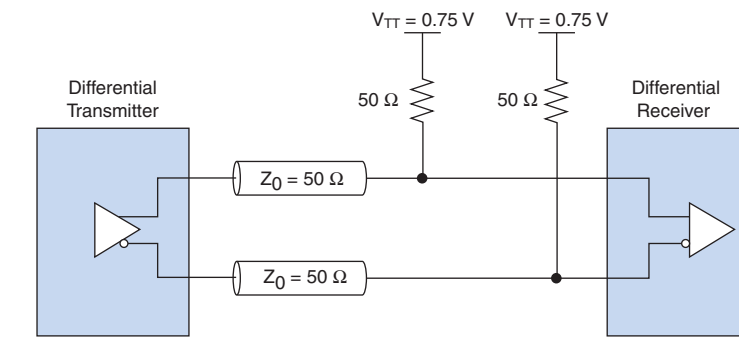 V_TT = 0.75 V
V_TT = 0.75 V
Differential
Transmitter
50 Ω
50 Ω
Differential
Receiver
Z_0 = 50 Ω
Z_0 = 50 Ω